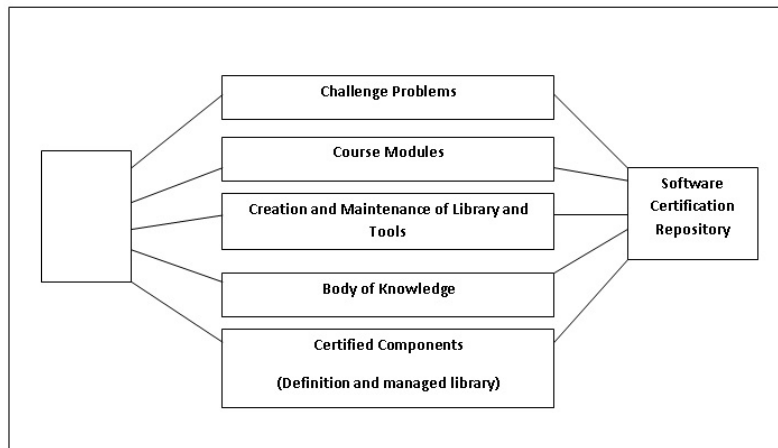 Challenge Problems
Course Modules
Creation and Maintenance of Library and
Tools
Body of Knowledge
Certified Components
(Definition and managed library)
Software
Certification
Repository